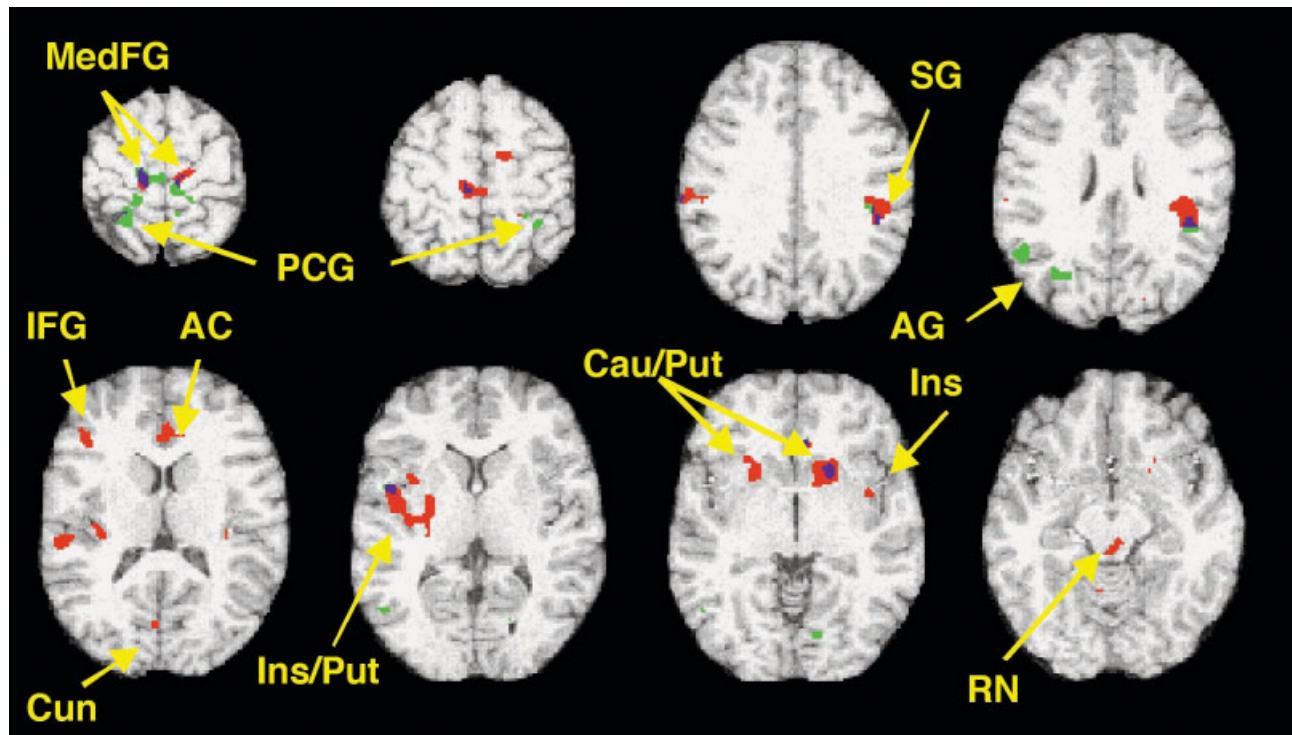 MedFG
SG
PCG
AG
IFG
AC
Cau/Put
Ins
Ins/Put
Cun
RN